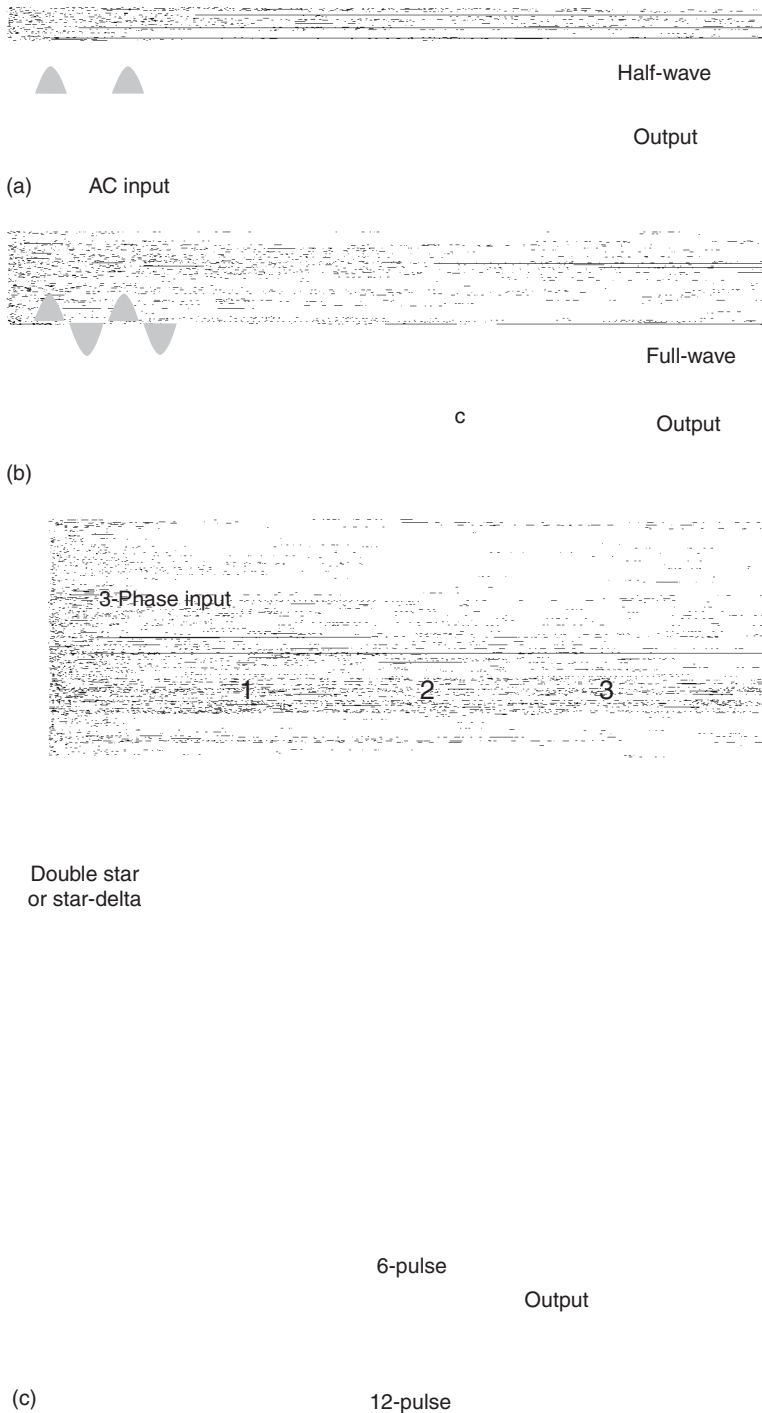 Half-wave
Output
(a) AC input
Full-wave
c Output
(b)
3-Phase input
1 2 3
Double star
or star-delta
6-pulse
Output
(c) 12-pulse